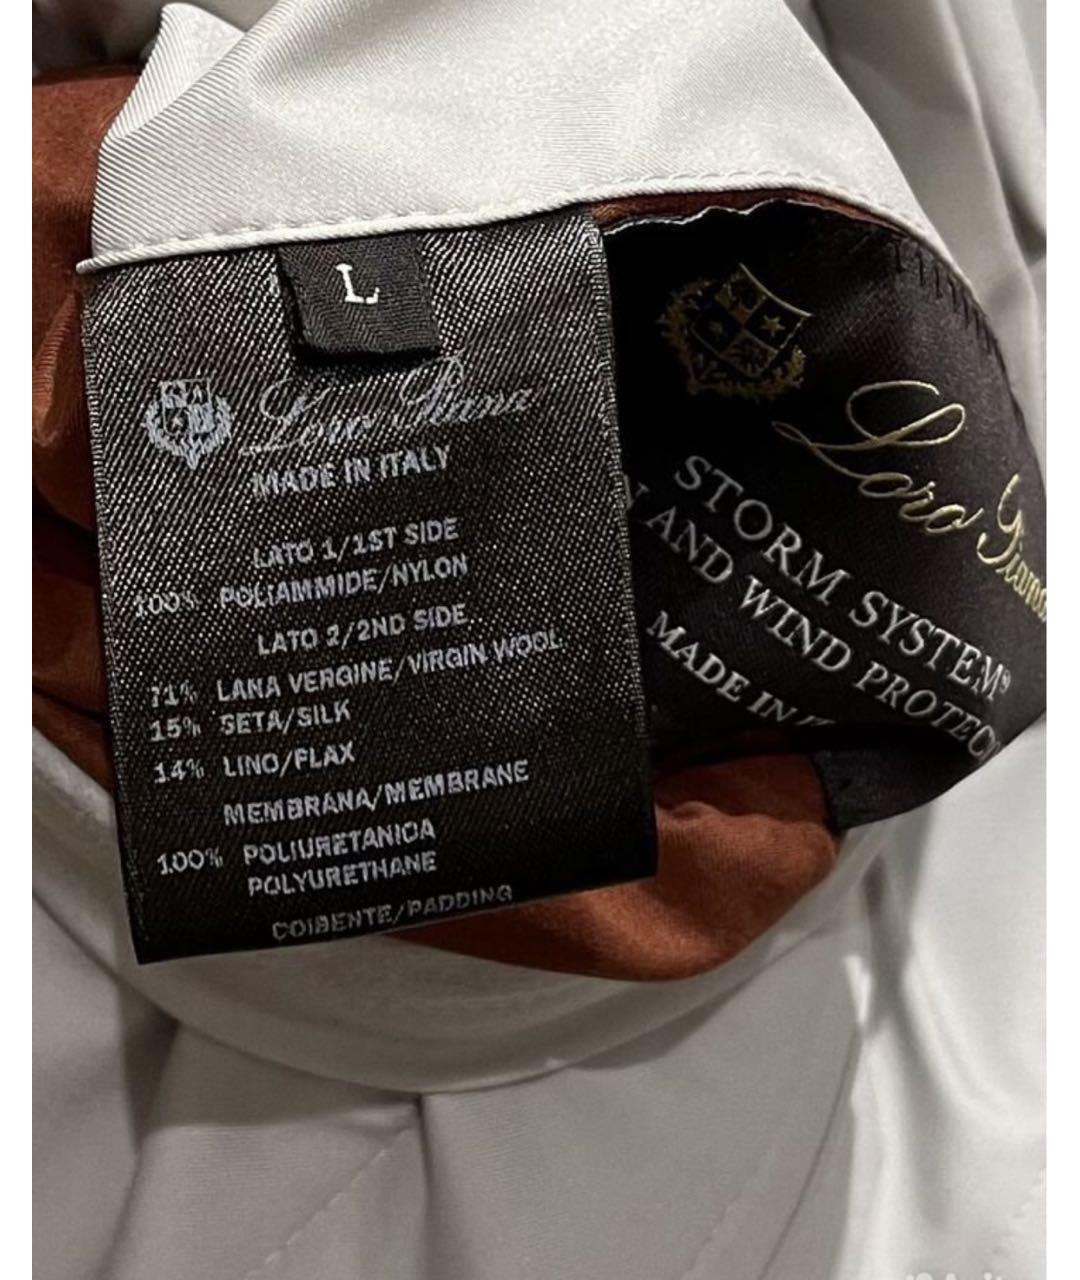 L
Loro Piana
MADE IN ITALY
LATO 1/1ST SIDE
100% POLIAMMIDE/NYLON
LATO 2/2ND SIDE
71% LANA VERGINE/VIRGIN WOOL
15% SETA/SILK
14% LINO/FLAX
MEMBRANA/MEMBRANE
100% POLIURETANICA
POLYURETHANE
COIBENTE/PADDING
Loro Piana
STORM SYSTEM®
AND WIND PROTEC
MADE IN